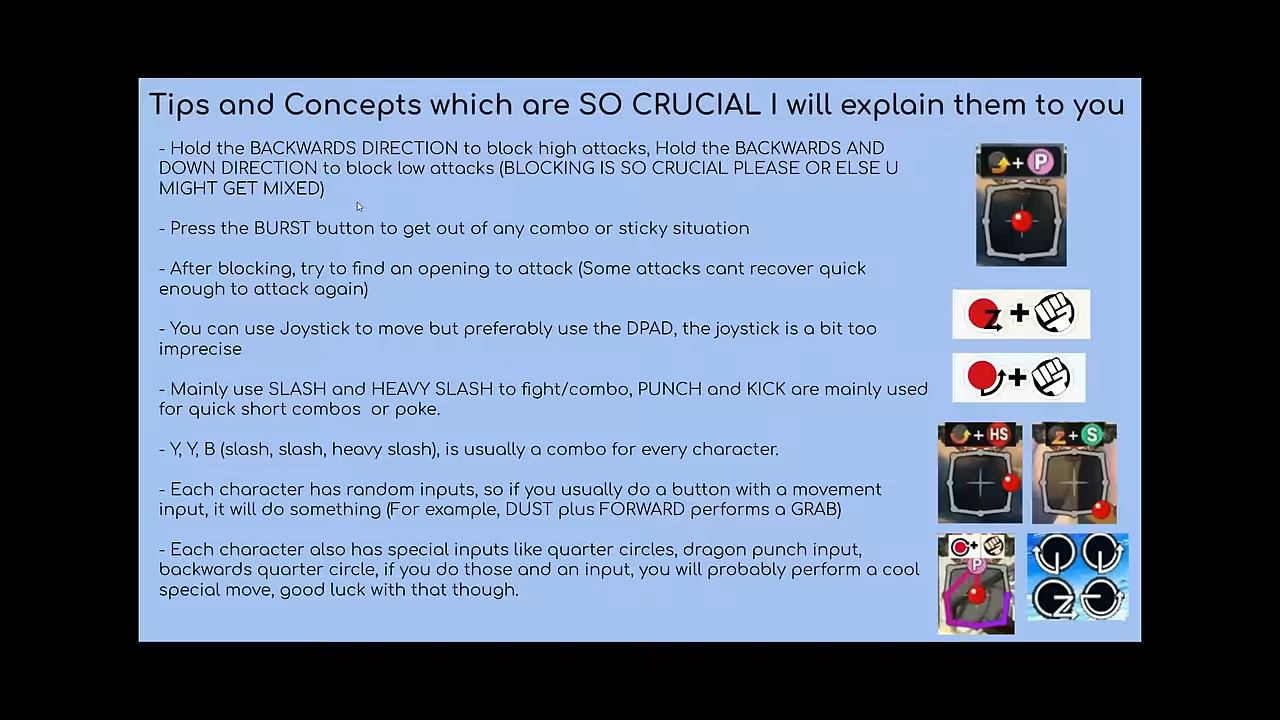 Tips and Concepts which are SO CRUCIAL I will explain them to you
- Hold the BACKWARDS DIRECTION to block high attacks, Hold the BACKWARDS AND
DOWN DIRECTION to block low attacks (BLOCKING IS SO CRUCIAL PLEASE OR ELSE U
MIGHT GET MIXED)
- Press the BURST button to get out of any combo or sticky situation
- After blocking, try to find an opening to attack (Some attacks cant recover quick
enough to attack again)
- You can use Joystick to move but preferably use the DPAD, the joystick is a bit too
imprecise
- Mainly use SLASH and HEAVY SLASH to fight/combo, PUNCH and KICK are mainly used
for quick short combos  or poke.
- Y, Y, B (slash, slash, heavy slash), is usually a combo for every character.
- Each character has random inputs, so if you usually do a button with a movement
input, it will do something (For example, DUST plus FORWARD performs a GRAB)
- Each character also has special inputs like quarter circles, dragon punch input,
backwards quarter circle, if you do those and an input, you will probably perform a cool
special move, good luck with that though.
+ P
Z +
+
+ HS
Z + S
+
P
Z